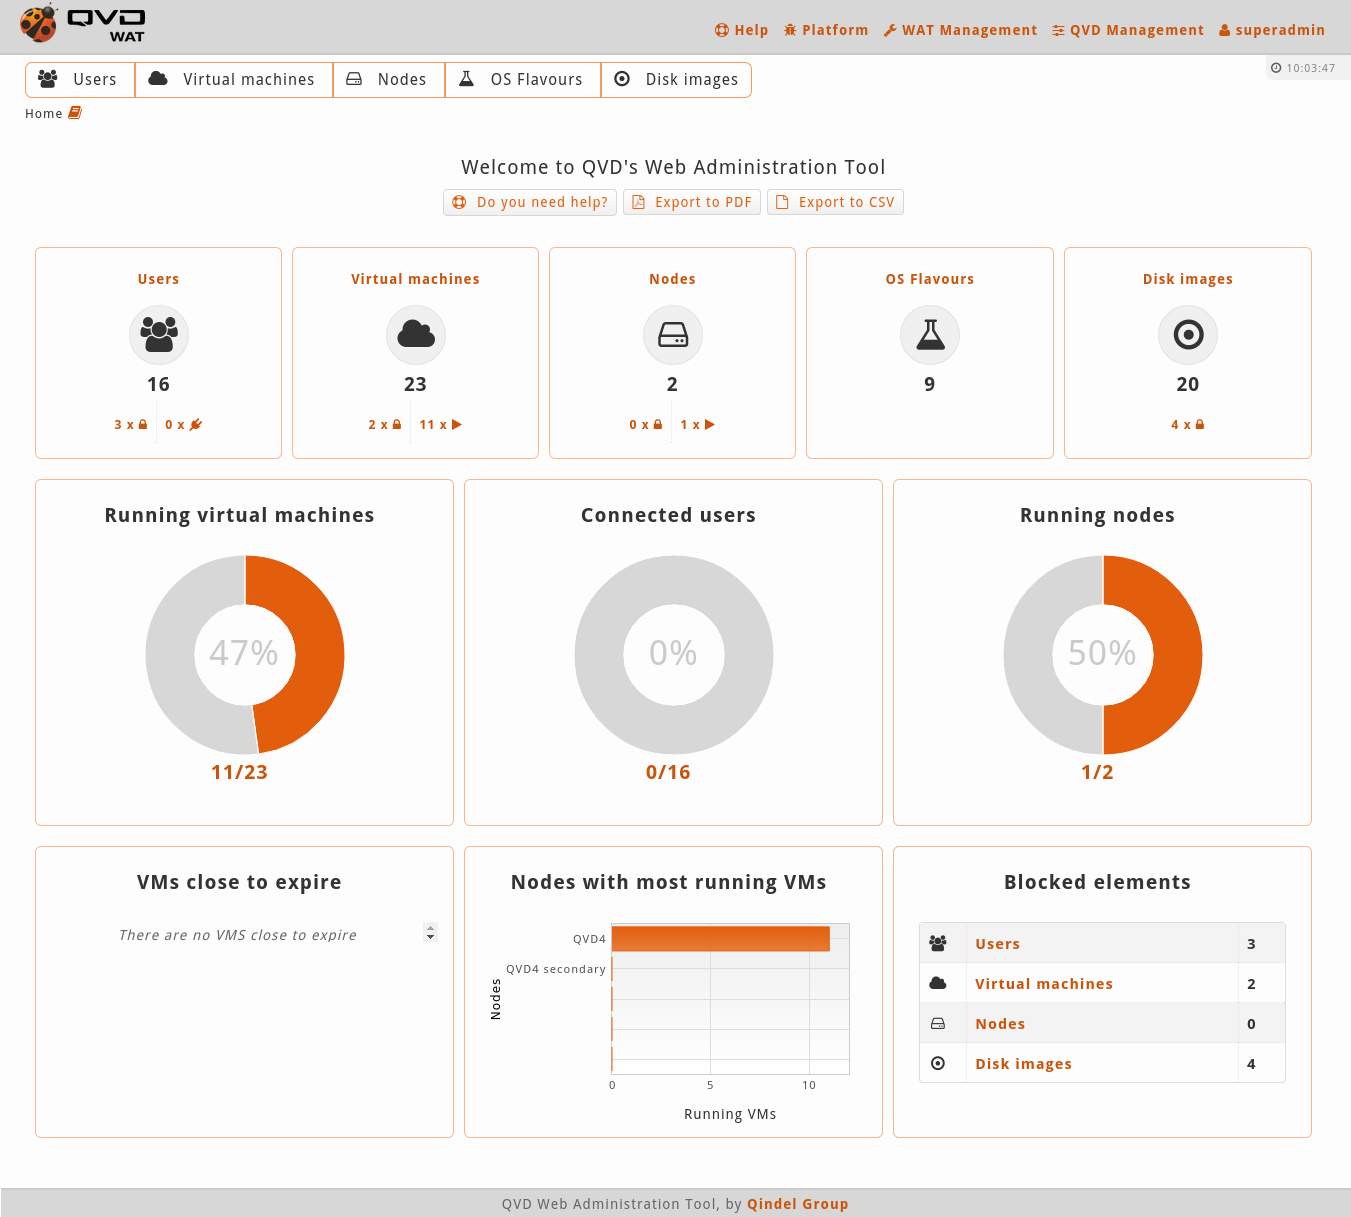 QVD
WAT
Help Platform WAT Management QVD Management superadmin
Users Virtual machines Nodes OS Flavours Disk images
10:03:47
Home
Welcome to QVD's Web Administration Tool
Do you need help? Export to PDF Export to CSV
Users Virtual machines Nodes OS Flavours Disk images
16 23 2 9 20
3 x 0 x 2 x 11 x 0 x 1 x 4 x
Running virtual machines Connected users Running nodes
47% 0% 50%
11/23 0/16 1/2
VMs close to expire
There are no VMS close to expire
Nodes with most running VMs
QVD4
QVD4 secondary
Nodes
0 5 10
Running VMs
Blocked elements
Users 3
Virtual machines 2
Nodes 0
Disk images 4
QVD Web Administration Tool, by Qindel Group